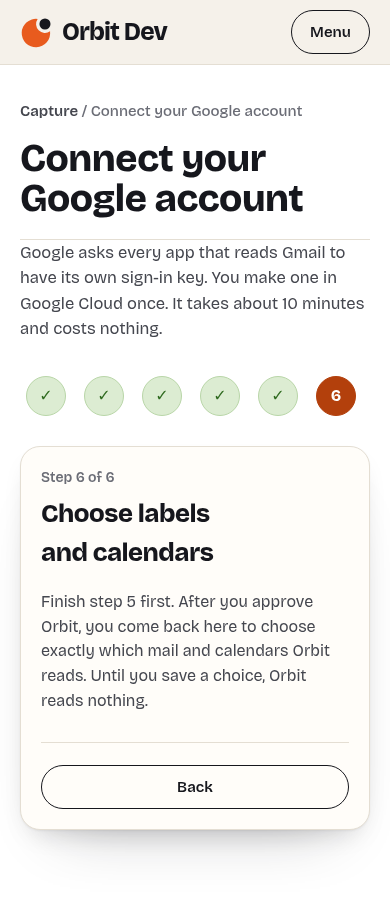 Orbit Dev
Menu
Capture / Connect your Google account
Connect your
Google account
Google asks every app that reads Gmail to
have its own sign-in key. You make one in
Google Cloud once. It takes about 10 minutes
and costs nothing.
✓ ✓ ✓ ✓ ✓ 6
Step 6 of 6
Choose labels
and calendars
Finish step 5 first. After you approve
Orbit, you come back here to choose
exactly which mail and calendars Orbit
reads. Until you save a choice, Orbit
reads nothing.
Back